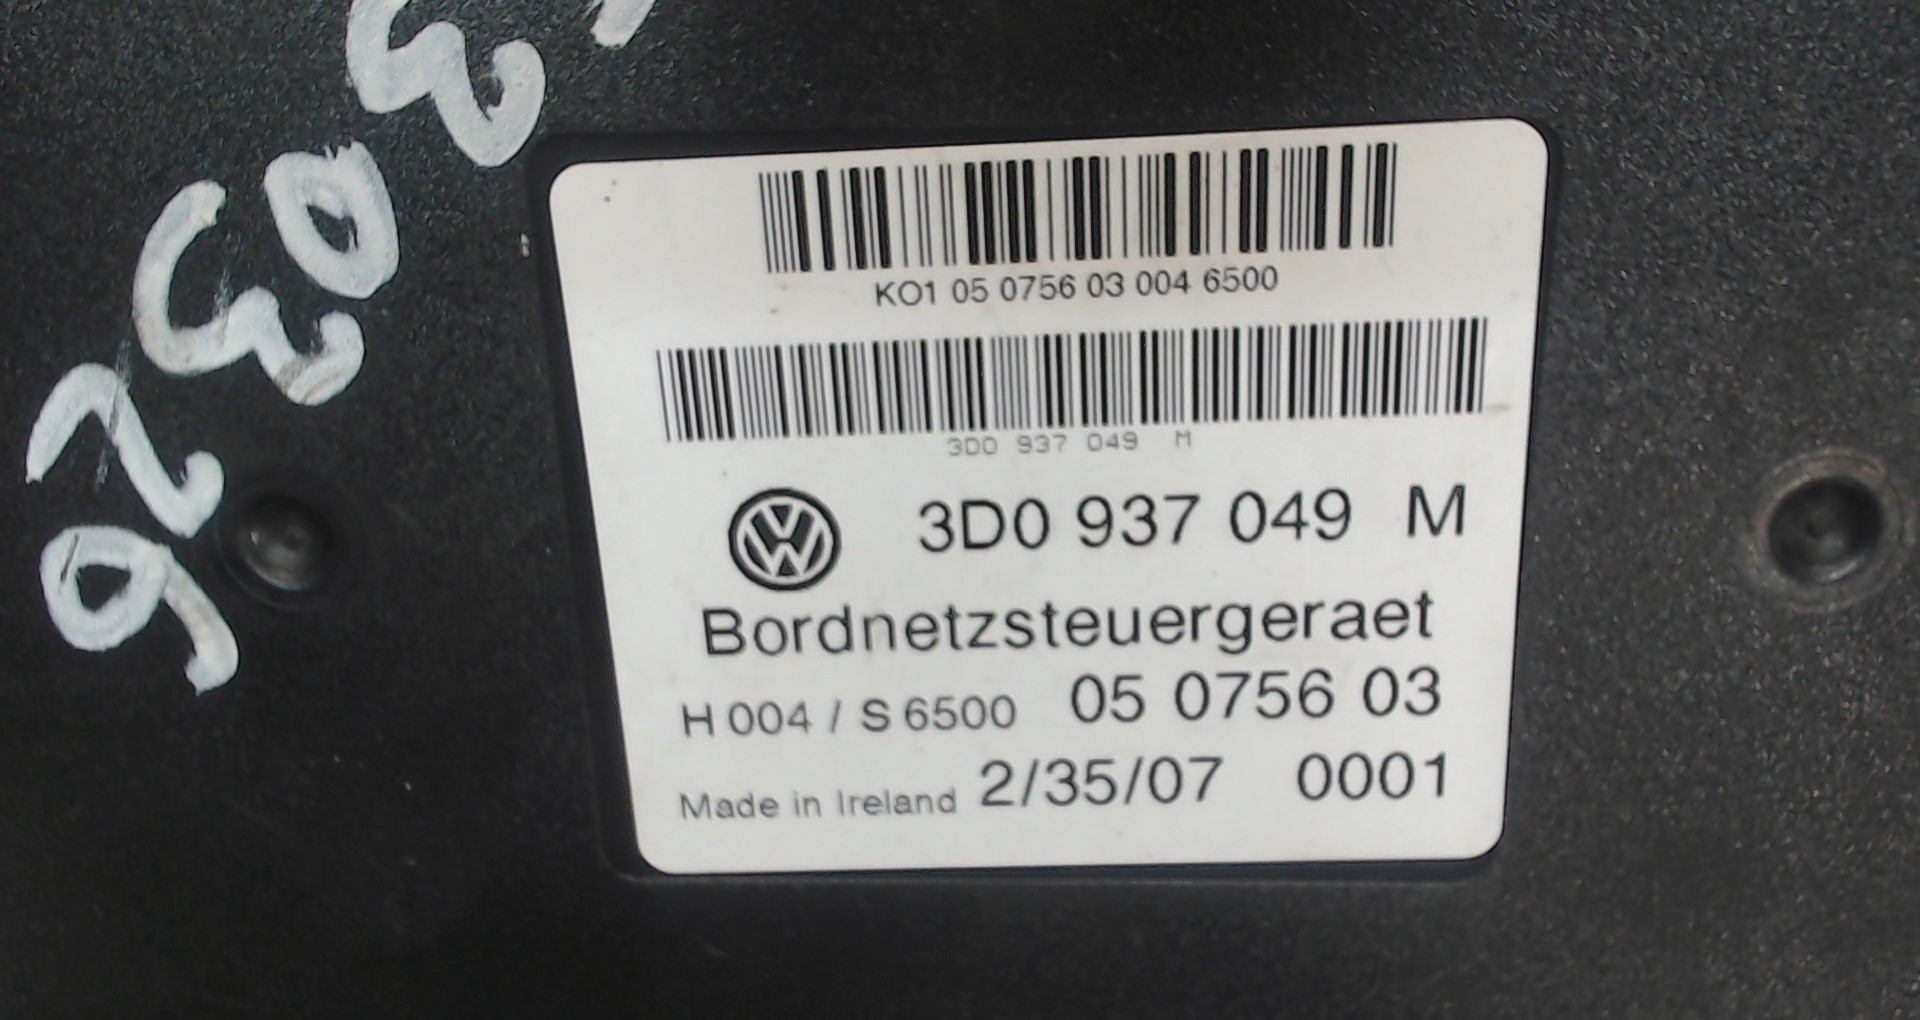 KO1 05 0756 03 004 6500
3D0 937 049 M
3D0 937 049 M
Bordnetzsteuergeraet
H 004 / S 6500 05 0756 03
Made in Ireland 2/35/07 0001